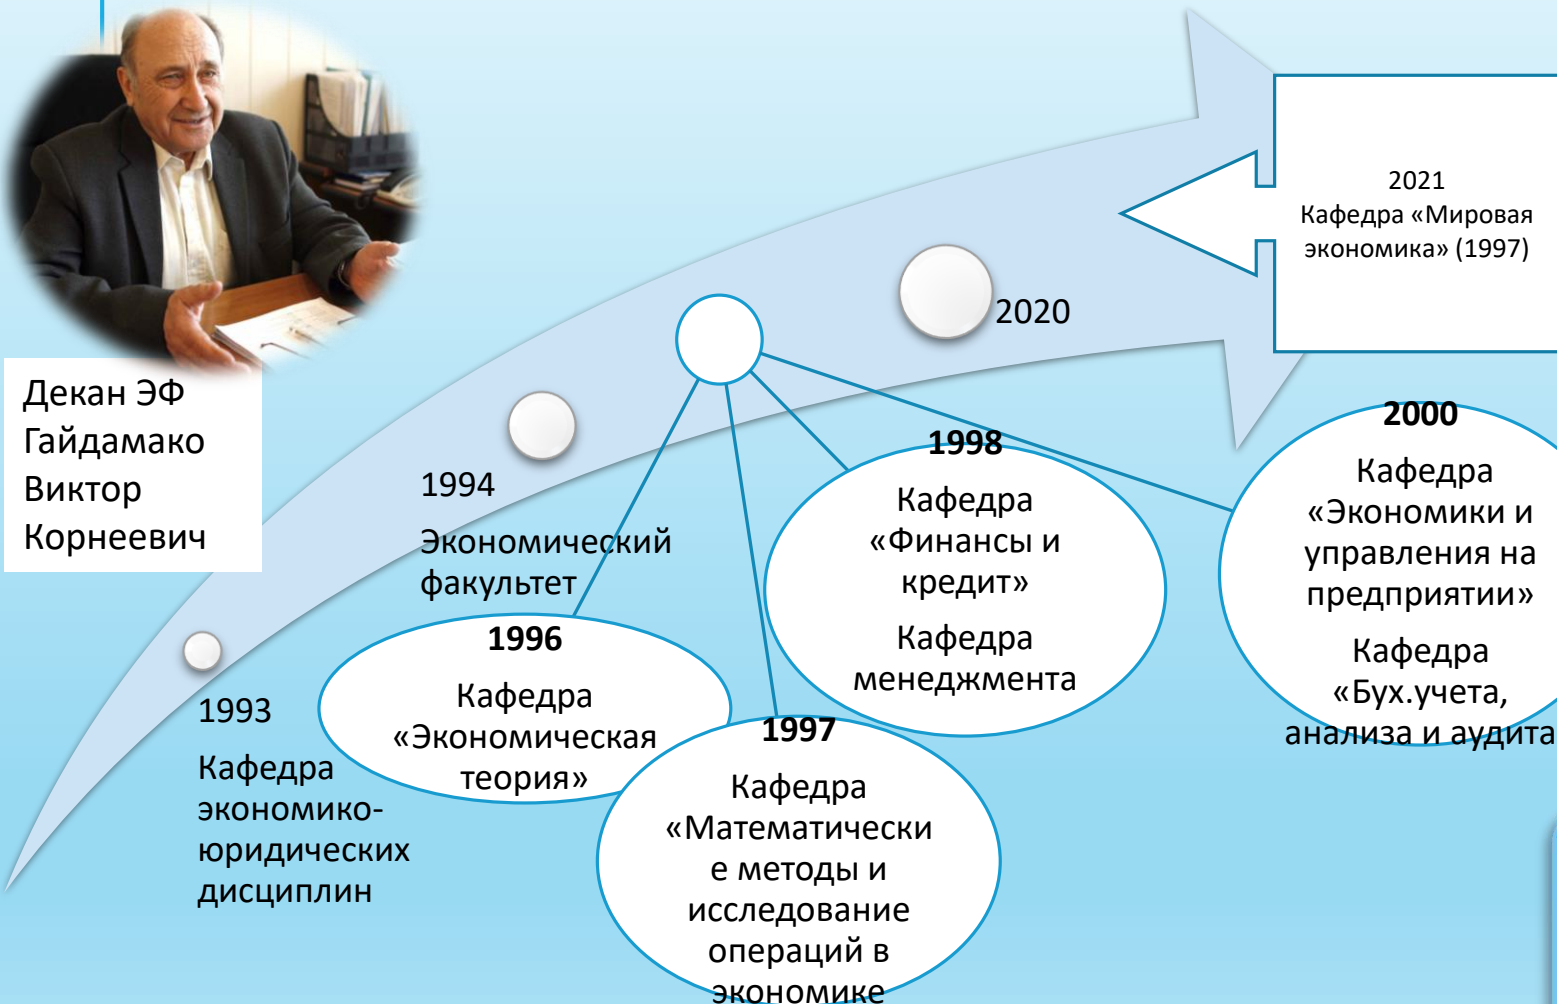 Декан ЭФ
Гайдамако
Виктор
Корнеевич
1993
Кафедра
экономико-
юридических
дисциплин
1994
Экономический
факультет
1996
Кафедра
«Экономическая
теория»
1997
Кафедра
«Математически
е методы и
исследование
операций в
экономике
1998
Кафедра
«Финансы и
кредит»
Кафедра
менеджмента
2000
Кафедра
«Экономики и
управления на
предприятии»
Кафедра
«Бух.учета,
анализа и аудита
2020
2021
Кафедра «Мировая
экономика» (1997)